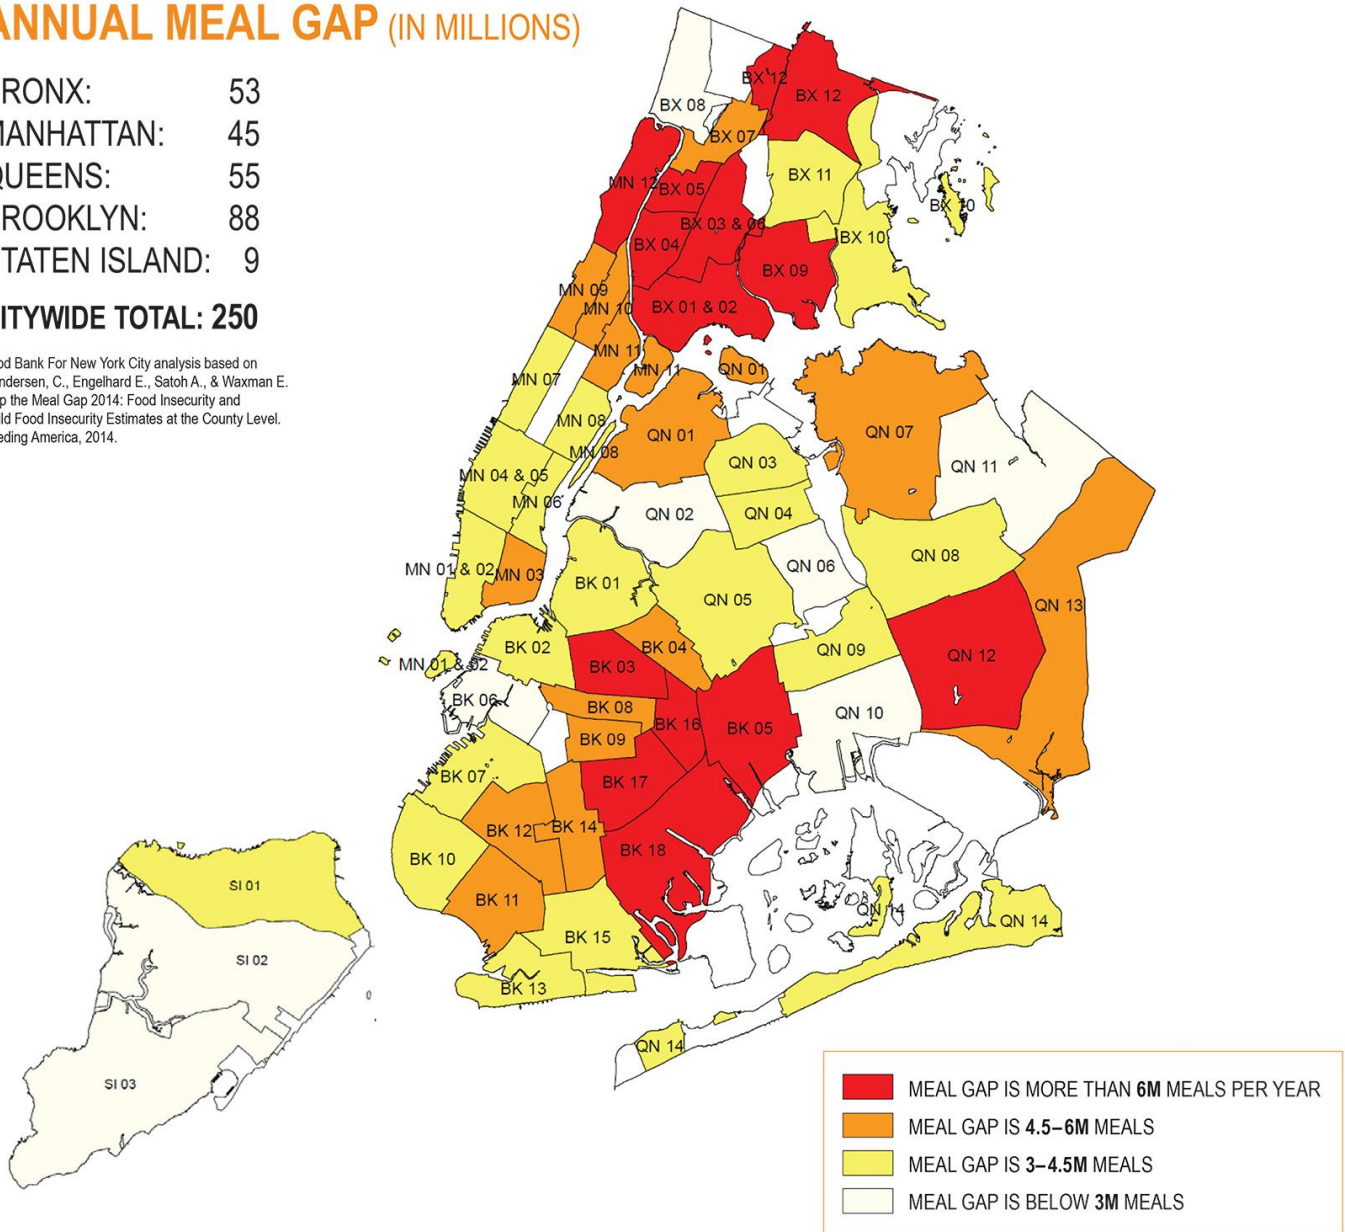 ANNUAL MEAL GAP (IN MILLIONS)
RONX: 53
MANHATTAN: 45
QUEENS: 55
ROOKLYN: 88
TATEN ISLAND: 9
ITYWIDE TOTAL: 250
od Bank For New York City analysis based on
ndersen, C., Engelhard E., Satoh A., & Waxman E.
p the Meal Gap 2014: Food Insecurity and
ild Food Insecurity Estimates at the County Level.
eding America, 2014.
BX 12
BX 12
BX 08
BX 07
BX 11
MN 12
BX 05
BX 10
BX 03 & 06
BX 10
BX 04
BX 09
MN 09
MN 10
BX 01 & 02
MN 11
MN 11
QN 01
MN 07
MN 08
QN 01
QN 07
MN 08
QN 03
QN 11
MN 04 & 05
MN 06
QN 02
QN 04
QN 08
MN 01 & 02
MN 03
BK 01
QN 06
QN 05
QN 13
BK 02
BK 04
QN 09
QN 12
MN 01 & 02
BK 03
BK 06
BK 08
QN 10
BK 16
BK 05
BK 09
BK 07
BK 17
BK 12
BK 14
BK 18
BK 10
SI 01
BK 11
QN 14
QN 14
BK 15
SI 02
BK 13
QN 14
SI 03
MEAL GAP IS MORE THAN 6M MEALS PER YEAR
MEAL GAP IS 4.5–6M MEALS
MEAL GAP IS 3–4.5M MEALS
MEAL GAP IS BELOW 3M MEALS